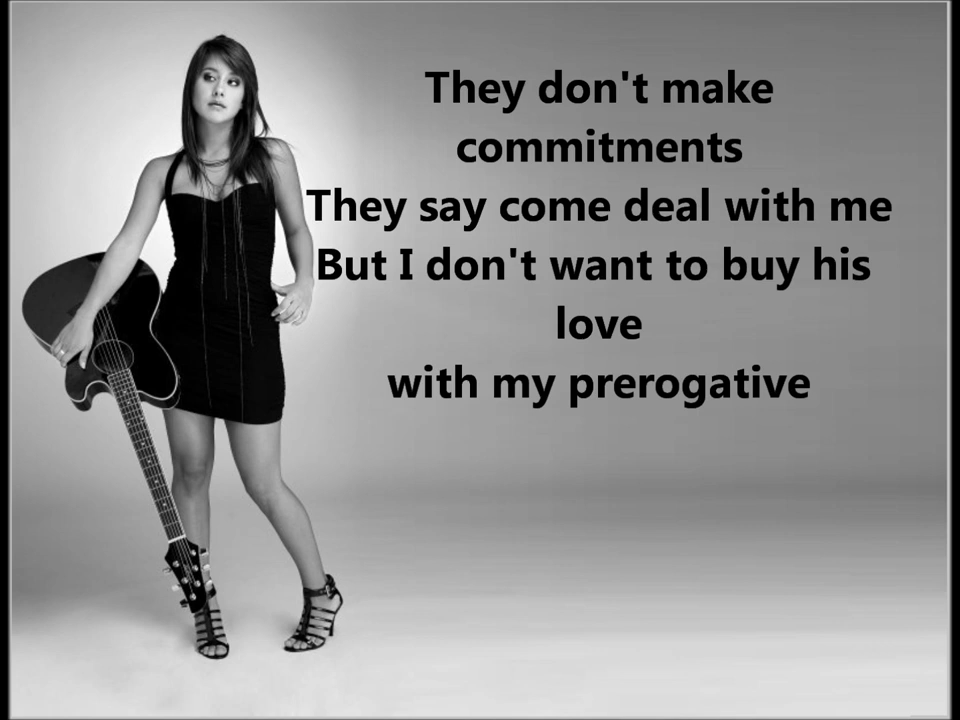 They don't make
commitments
They say come deal with me
But I don't want to buy his
love
with my prerogative